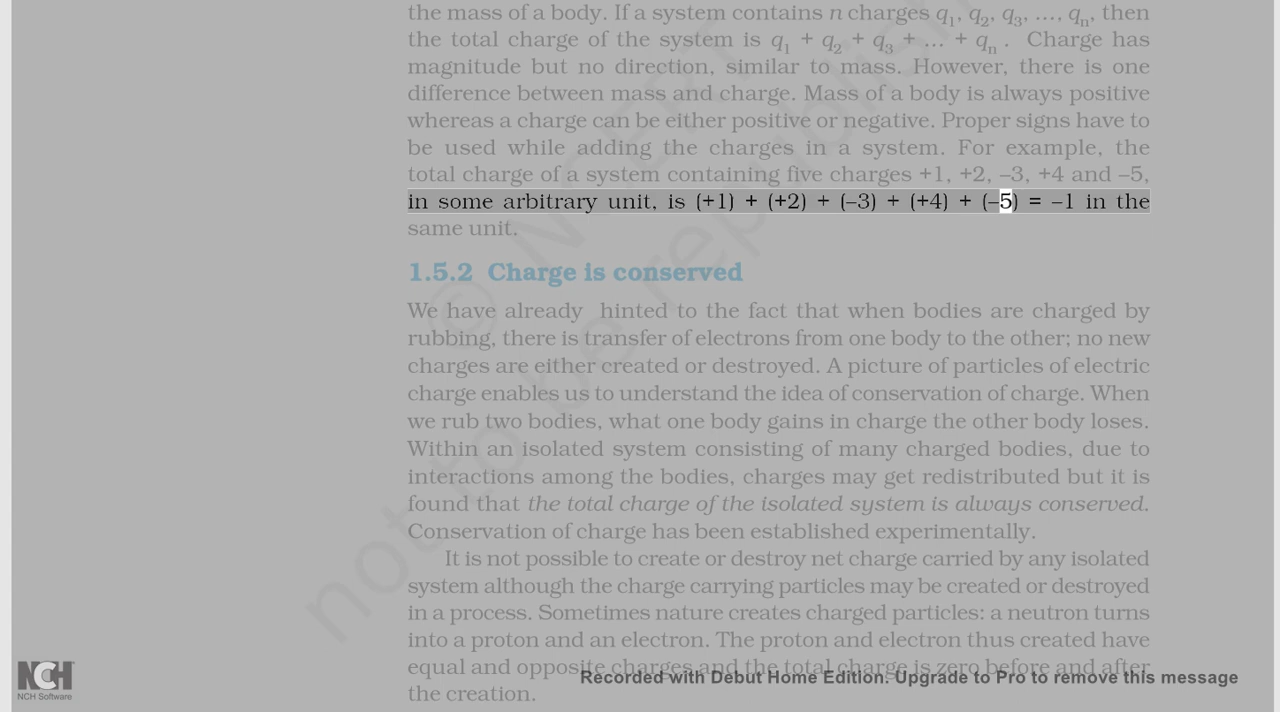 the mass of a body. If a system contains n charges q₁, q₂, q₃, …, qₙ, then
the total charge of the system is q₁ + q₂ + q₃ + ... + qₙ . Charge has
magnitude but no direction, similar to mass. However, there is one
difference between mass and charge. Mass of a body is always positive
whereas a charge can be either positive or negative. Proper signs have to
be used while adding the charges in a system. For example, the
total charge of a system containing five charges +1, +2, –3, +4 and –5,
in some arbitrary unit, is (+1) + (+2) + (–3) + (+4) + (–5) = –1 in the
same unit.
1.5.2 Charge is conserved
We have already hinted to the fact that when bodies are charged by
rubbing, there is transfer of electrons from one body to the other; no new
charges are either created or destroyed. A picture of particles of electric
charge enables us to understand the idea of conservation of charge. When
we rub two bodies, what one body gains in charge the other body loses.
Within an isolated system consisting of many charged bodies, due to
interactions among the bodies, charges may get redistributed but it is
found that the total charge of the isolated system is always conserved.
Conservation of charge has been established experimentally.
It is not possible to create or destroy net charge carried by any isolated
system although the charge carrying particles may be created or destroyed
in a process. Sometimes nature creates charged particles: a neutron turns
into a proton and an electron. The proton and electron thus created have
equal and opposite charges and the total charge is zero before and after
the creation.
© NCERT
not to be republish
NCH
NCH Software
Recorded with Debut Home Edition. Upgrade to Pro to remove this message